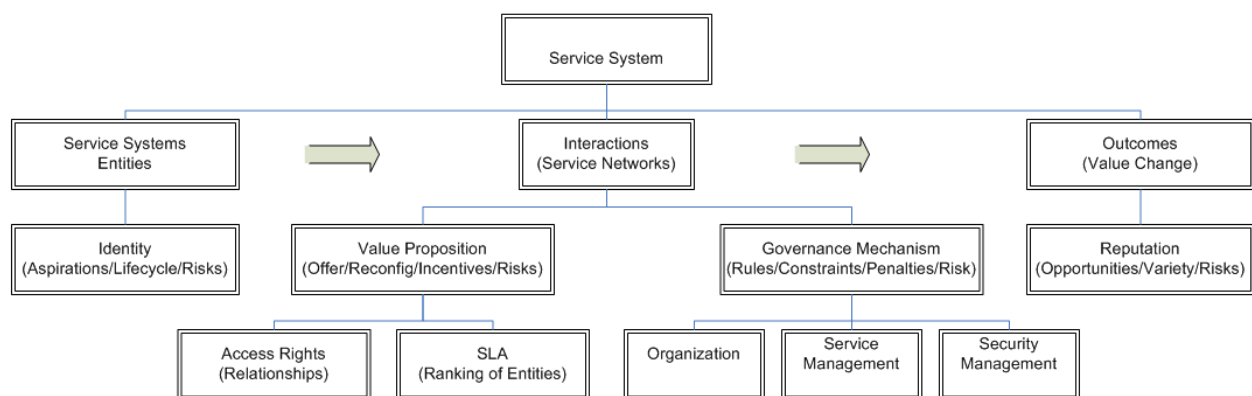 Service System
Service Systems
Entities
Interactions
(Service Networks)
Outcomes
(Value Change)
Identity
(Aspirations/Lifecycle/Risks)
Value Proposition
(Offer/Reconfig/Incentives/Risks)
Governance Mechanism
(Rules/Constraints/Penalties/Risk)
Reputation
(Opportunities/Variety/Risks)
Access Rights
(Relationships)
SLA
(Ranking of Entities)
Organization
Service
Management
Security
Management